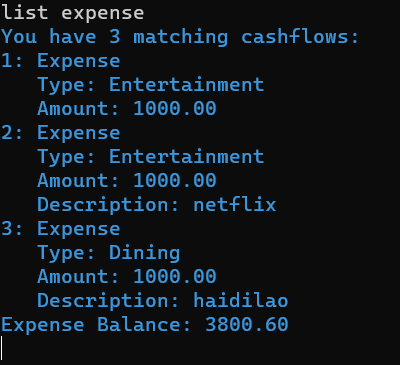 list expense
You have 3 matching cashflows:
1: Expense
Type: Entertainment
Amount: 1000.00
2: Expense
Type: Entertainment
Amount: 1000.00
Description: netflix
3: Expense
Type: Dining
Amount: 1000.00
Description: haidilao
Expense Balance: 3800.60